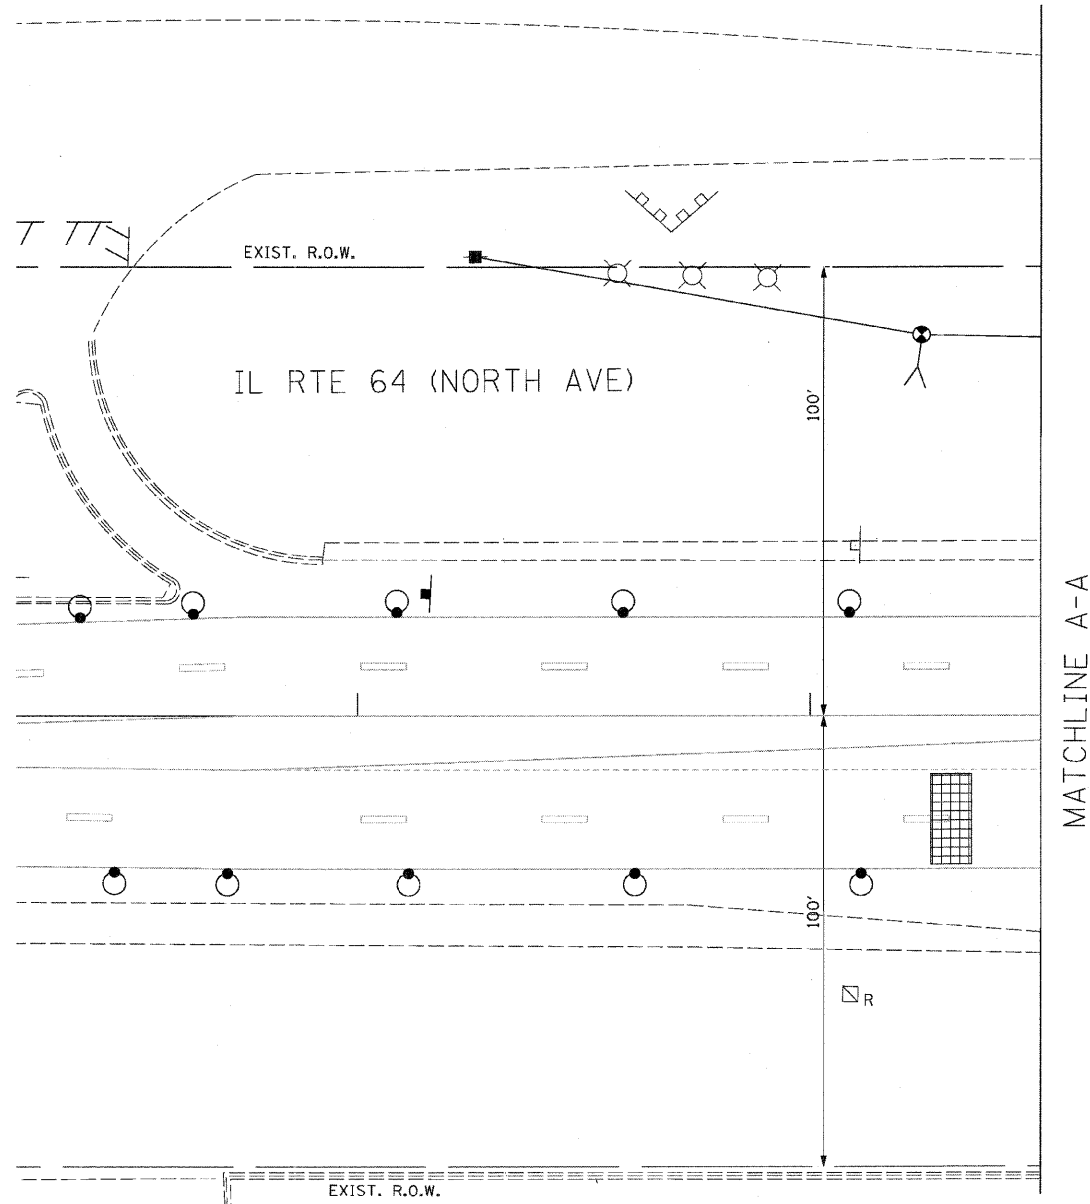 EXIST. R.O.W.
IL RTE 64 (NORTH AVE)
100'
MATCHLINE A-A
100'
R
EXIST. R.O.W.